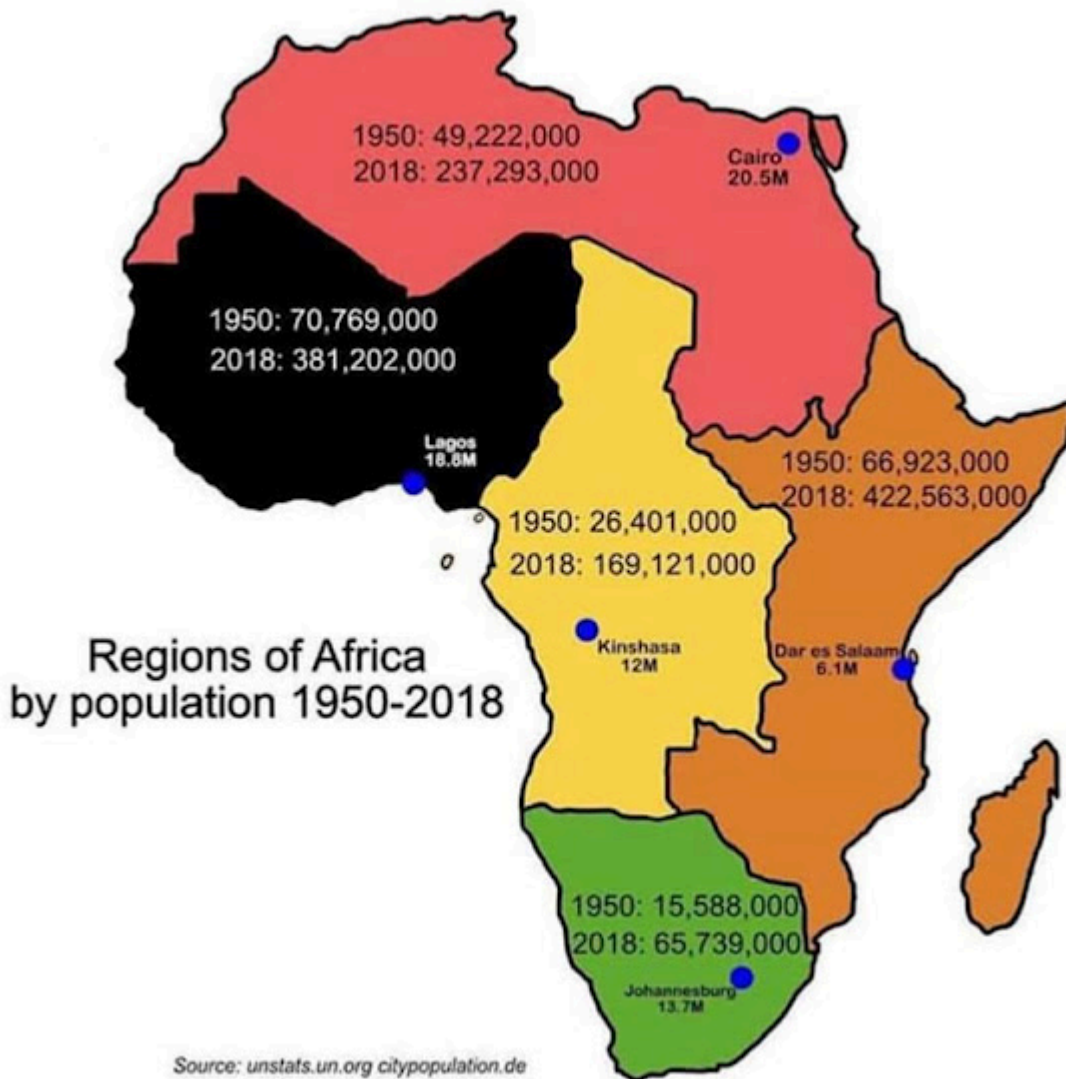 1950: 49,222,000
2018: 237,293,000
Cairo
20.5M
1950: 70,769,000
2018: 381,202,000
Lagos
18.8M
1950: 66,923,000
2018: 422,563,000
1950: 26,401,000
2018: 169,121,000
Kinshasa
12M
Dar es Salaam
6.1M
Regions of Africa
by population 1950-2018
1950: 15,588,000
2018: 65,739,000
Johannesburg
13.7M
Source: unstats.un.org citypopulation.de